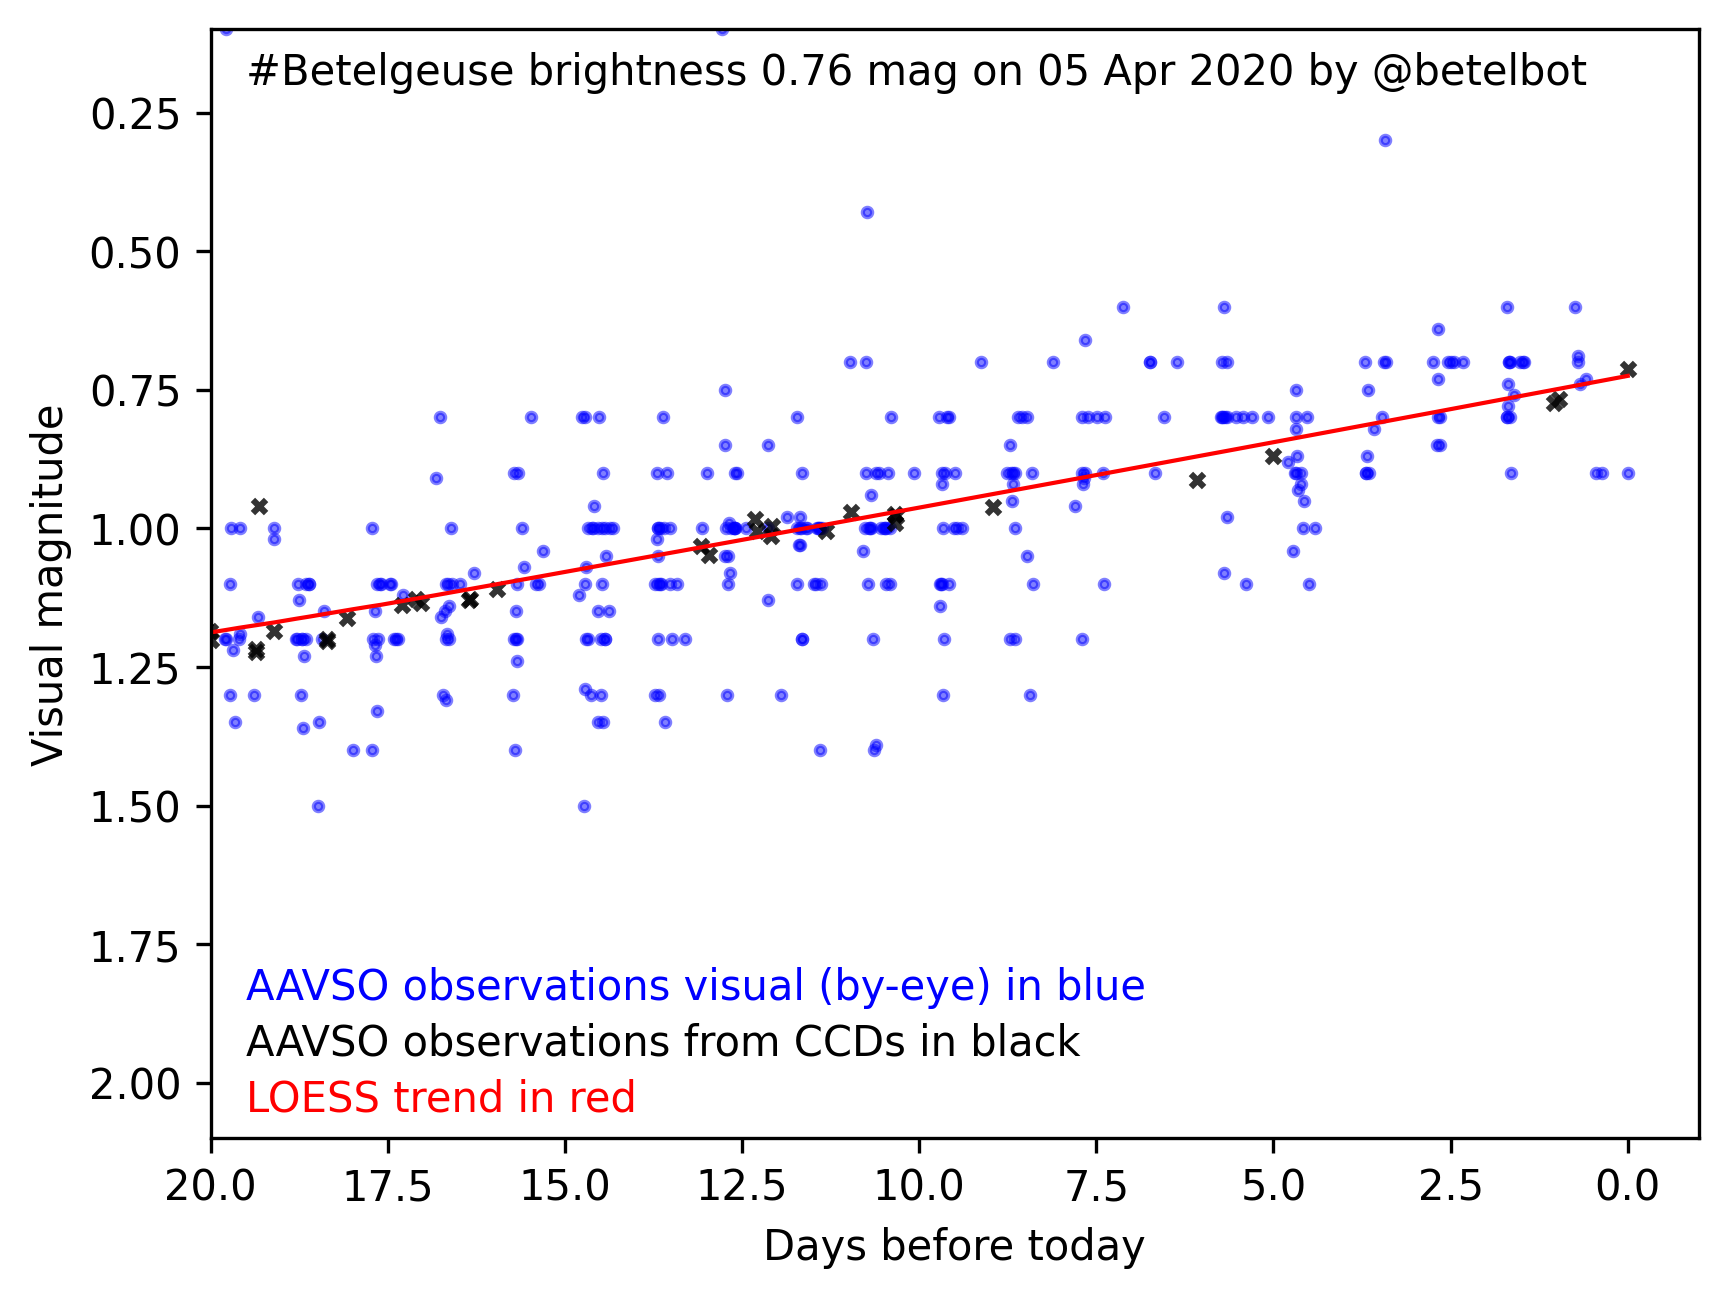 #Betelgeuse brightness 0.76 mag on 05 Apr 2020 by @betelbot
0.25
0.50
0.75
1.00
1.25
1.50
1.75
2.00
Visual magnitude
AAVSO observations visual (by-eye) in blue
AAVSO observations from CCDs in black
LOESS trend in red
20.0 17.5 15.0 12.5 10.0 7.5 5.0 2.5 0.0
Days before today